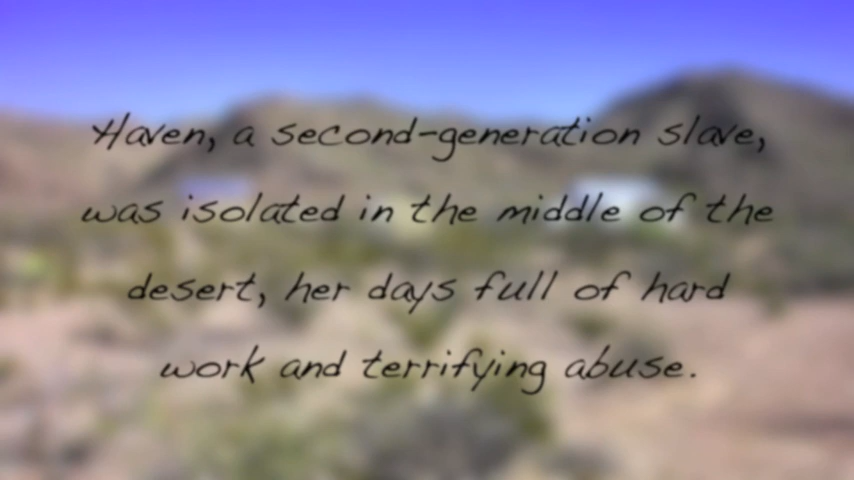 Haven, a second-generation slave,
was isolated in the middle of the
desert, her days full of hard
work and terrifying abuse.